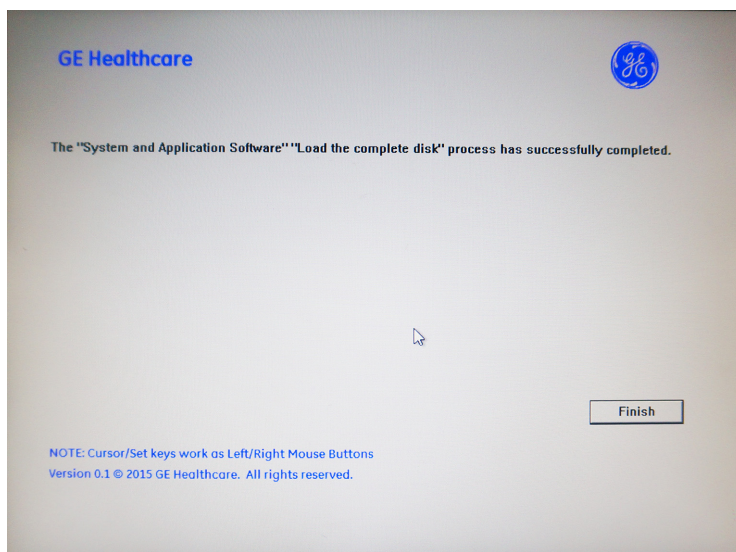 GE Healthcare
GE
The "System and Application Software" "Load the complete disk" process has successfully completed.
Finish
NOTE: Cursor/Set keys work as Left/Right Mouse Buttons
Version 0.1 © 2015 GE Healthcare. All rights reserved.